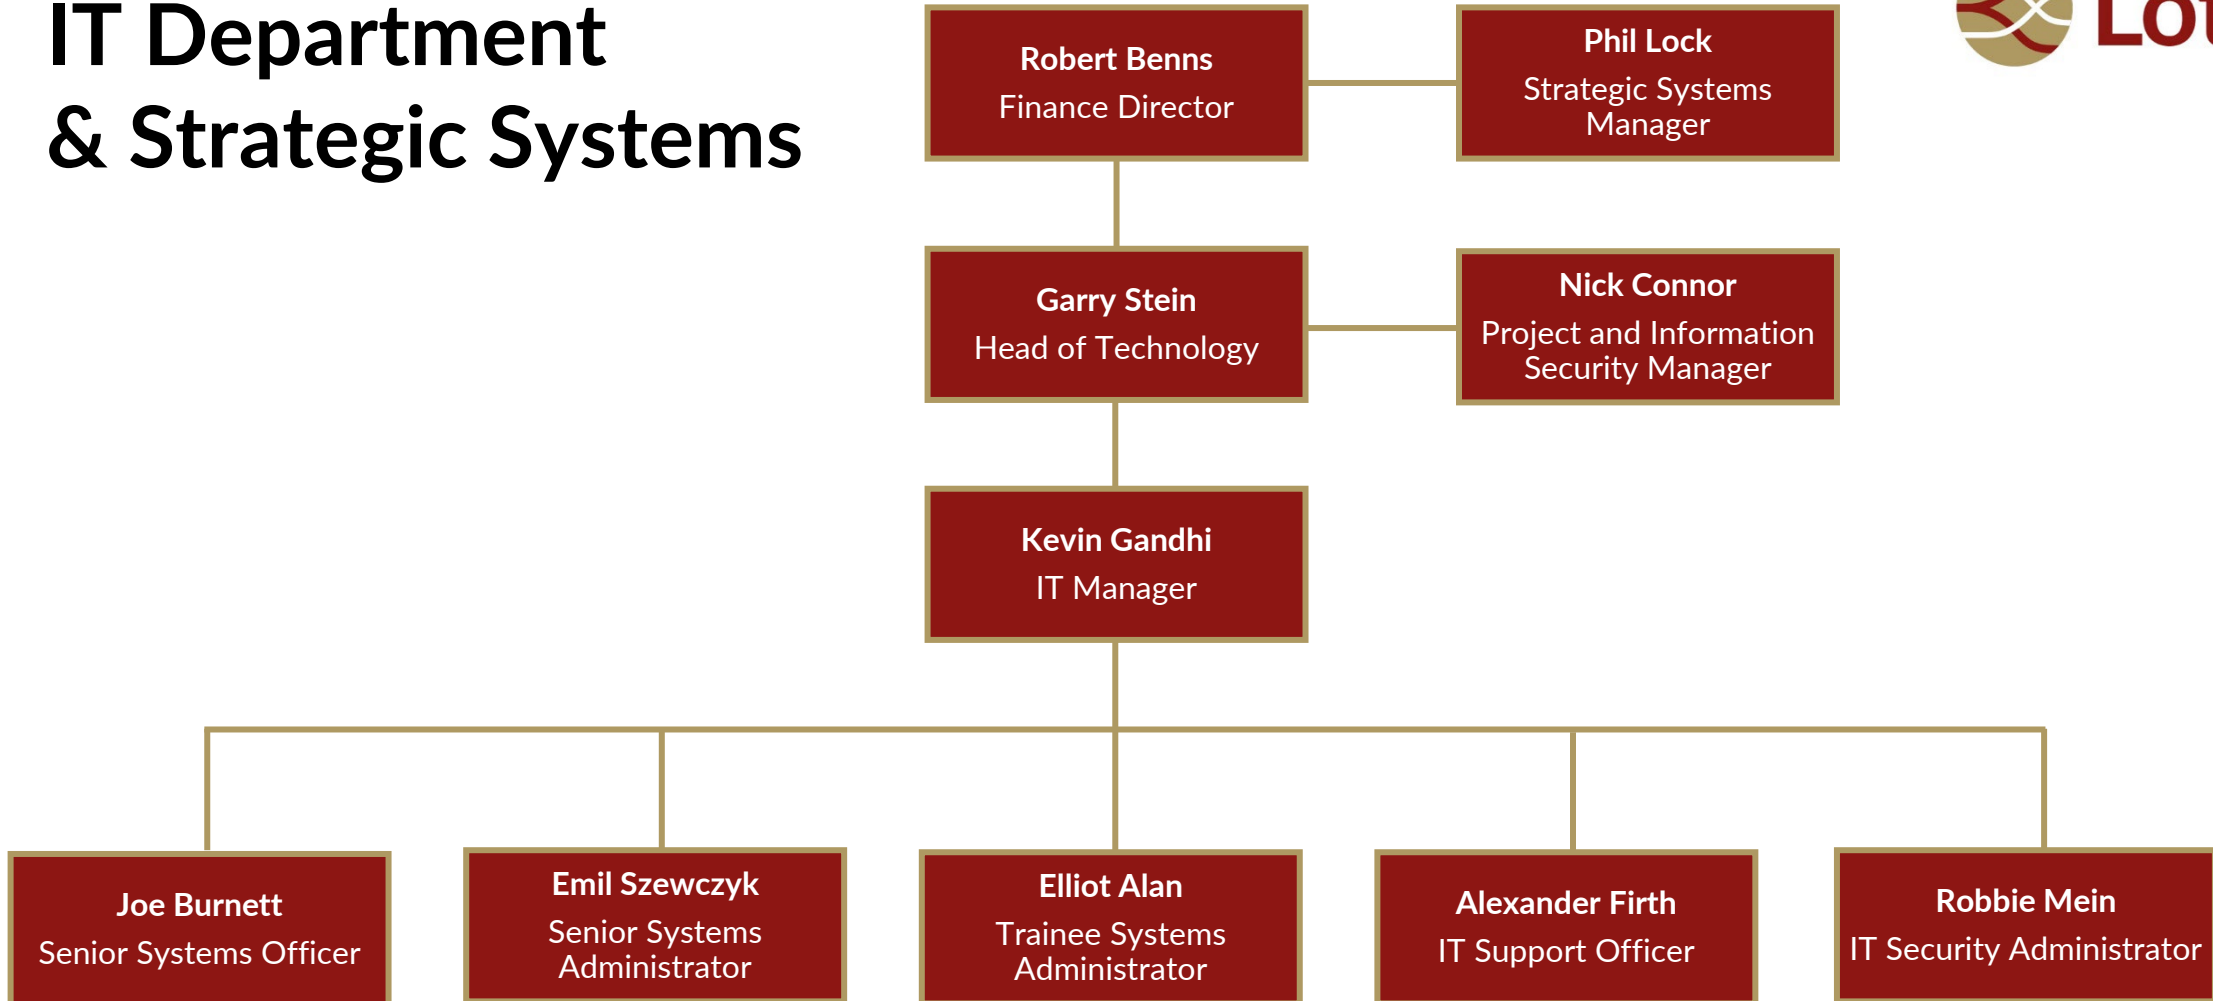 IT Department
& Strategic Systems
Robert Benns
Finance Director
Phil Lock
Strategic Systems
Manager
Garry Stein
Head of Technology
Nick Connor
Project and Information
Security Manager
Kevin Gandhi
IT Manager
Joe Burnett
Senior Systems Officer
Emil Szewczyk
Senior Systems
Administrator
Elliot Alan
Trainee Systems
Administrator
Alexander Firth
IT Support Officer
Robbie Mein
IT Security Administrator